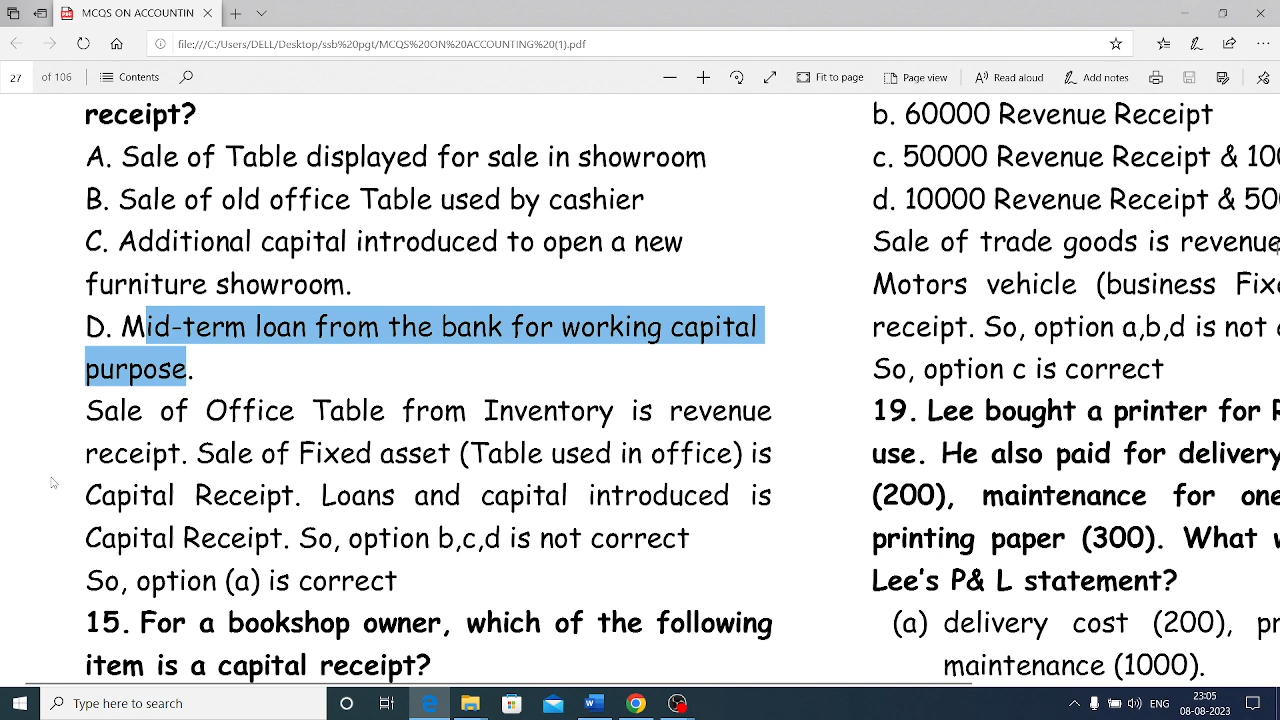 MCQS ON ACCOUNTIN
file:///C:/Users/DELL/Desktop/ssb%20pgt/MCQS%20ON%20ACCOUNTING%20(1).pdf
27 of 106 Contents Fit to page Page view Read aloud Add notes
receipt?
A. Sale of Table displayed for sale in showroom
B. Sale of old office Table used by cashier
C. Additional capital introduced to open a new
furniture showroom.
D. Mid-term loan from the bank for working capital
purpose.
Sale of Office Table from Inventory is revenue
receipt. Sale of Fixed asset (Table used in office) is
Capital Receipt. Loans and capital introduced is
Capital Receipt. So, option b,c,d is not correct
So, option (a) is correct
15. For a bookshop owner, which of the following
item is a capital receipt?
b. 60000 Revenue Receipt
c. 50000 Revenue Receipt & 100
d. 10000 Revenue Receipt & 50
Sale of trade goods is revenue
Motors vehicle (business Fixe
receipt. So, option a,b,d is not
So, option c is correct
19. Lee bought a printer for
use. He also paid for delivery
(200), maintenance for one
printing paper (300). What
Lee's P& L statement?
(a) delivery cost (200), pr
maintenance (1000).
Type here to search
23:05
08-08-2023